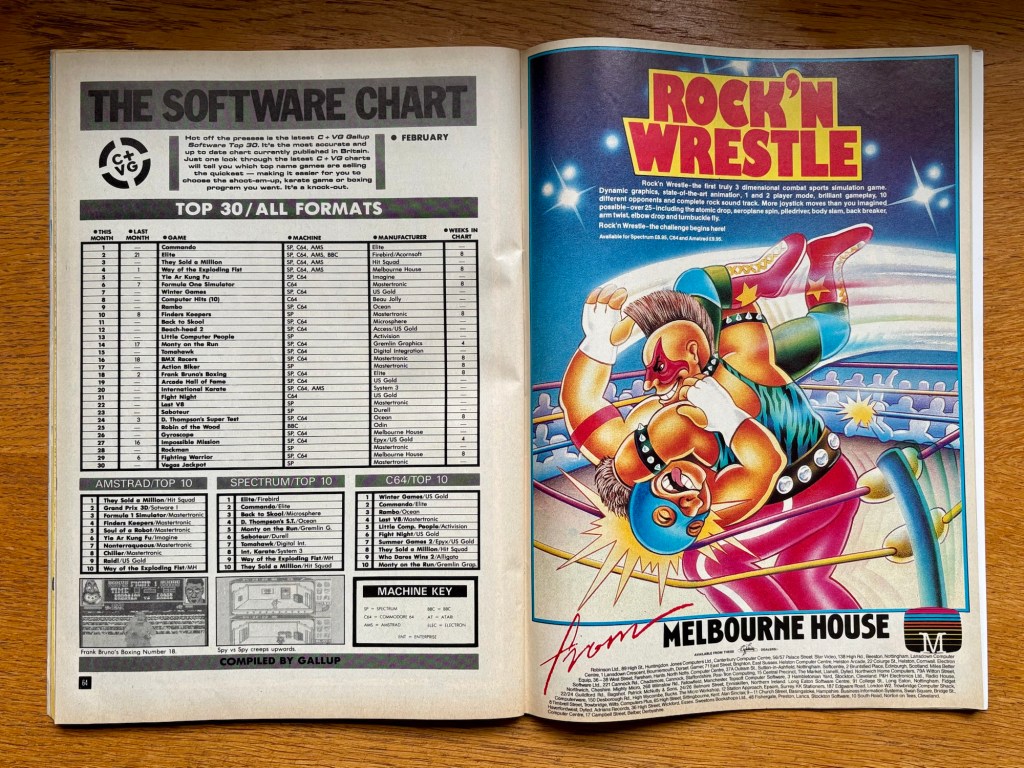 THE SOFTWARE CHART
C+VG
Hot off the presses is the latest C + VG Gallup
Software Top 30. It's the most accurate and
up to date chart currently published in Britain.
Just one look through the latest C + VG charts
will tell you which top name games are selling
the quickest — making it easier for you to
choose the shoot-em-up, karate game or boxing
program you want. It's a knock-out.
● FEBRUARY
TOP 30/ALL FORMATS
●THIS MONTH ●LAST MONTH ●GAME ●MACHINE ●MANUFACTURER ●WEEKS IN CHART
1 — Commando SP, C64, AMS Elite —
2 21 Elite SP, C64, AMS, BBC Firebird/Acornsoft 8
3 — They Sold a Million SP, C64, AMS Hit Squad —
4 1 Way of the Exploding Fist SP, C64, AMS Melbourne House 8
5 — Yie Ar Kung Fu SP Imagine —
6 7 Formula One Simulator C64 Mastertronic 8
7 — Winter Games SP, C64 US Gold —
8 — Computer Hits (10) C64 Beau Jolly —
9 — Rambo SP, C64 Ocean —
10 8 Finders Keepers SP Mastertronic 8
11 — Back to Skool SP Microsphere —
12 — Beach-head 2 SP, C64 Access/US Gold —
13 — Little Computer People SP Activision —
14 17 Monty on the Run SP, C64 Gremlin Graphics 4
15 — Tomahawk SP Digital Integration —
16 18 BMX Racers SP, C64 Mastertronic 8
17 — Action Biker SP Mastertronic 8
18 2 Frank Bruno's Boxing SP, C64 Elite 8
19 — Arcade Hall of Fame SP, C64 US Gold —
20 — International Karate SP, C64, AMS System 3 —
21 — Fight Night C64 US Gold —
22 — Last V8 SP Mastertronic —
23 — Saboteur SP Durell —
24 3 D. Thompson's Super Test SP, C64 Ocean 8
25 — Robin of the Wood BBC Odin —
26 — Gyroscope SP, C64 Melbourne House —
27 16 Impossible Mission SP, C64 Epyx/US Gold 4
28 — Rockman SP Mastertronic —
29 6 Fighting Warrior SP, C64 Melbourne House 8
30 — Vegas Jackpot SP Mastertronic —
AMSTRAD/TOP 10
1 They Sold a Million/Hit Squad
2 Grand Prix 3D/Sotware 1
3 Formula 1 Simulator/Mastertronic
4 Finders Keepers/Mastertronic
5 Soul of a Robot/Mastertronic
6 Yie Ar Kung Fu/Imagine
7 Nonterraqueous/Mastertronic
8 Chiller/Mastertronic
9 Raid!/US Gold
10 Way of the Exploding Fist/MH
SPECTRUM/TOP 10
1 Elite/Firebird
2 Commando/Elite
3 Back to Skool/Microsphere
4 D. Thompson's S.T./Ocean
5 Monty on the Run/Gremlin G.
6 Saboteur/Durell
7 Tomahawk/Digital Int.
8 Int. Karate/System 3
9 Way of the Exploding Fist/MH
10 They Sold a Million/Hit Squad
C64/TOP 10
1 Winter Games/US Gold
2 Commando/Elite
3 Rambo/Ocean
4 Last V8/Mastertronic
5 Little Comp. People/Activision
6 Fight Night/US Gold
7 Summer Games 2/Epyx/US Gold
8 They Sold a Million/Hit Squad
9 Who Dares Wins 2/Alligata
10 Monty on the Run/Gremlin Grap.
Frank Bruno's Boxing Number 18.
Spy vs Spy creeps upwards.
MACHINE KEY
SP = SPECTRUM BBC = BBC
C64 = COMMODORE 64 AT = ATARI
AMS = AMSTRAD ELEC = ELECTRON
ENT = ENTERPRISE
COMPILED BY GALLUP
64
ROCK'N
WRESTLE
Rock'n Wrestle-the first truly 3 dimensional combat sports simulation game.
Dynamic graphics, state-of-the-art animation, 1 and 2 player mode, brilliant gameplay, 10
different opponents and complete rock sound track. More joystick moves than you imagined
possible-over 25-including the atomic drop, aeroplane spin, piledriver, body slam, back breaker,
arm twist, elbow drop and turnbuckle fly.
Rock'n Wrestle-the challenge begins here!
Available for Spectrum £8.95, C64 and Amstrad £9.95.
from MELBOURNE HOUSE
M
AVAILABLE FROM THESE DEALERS: